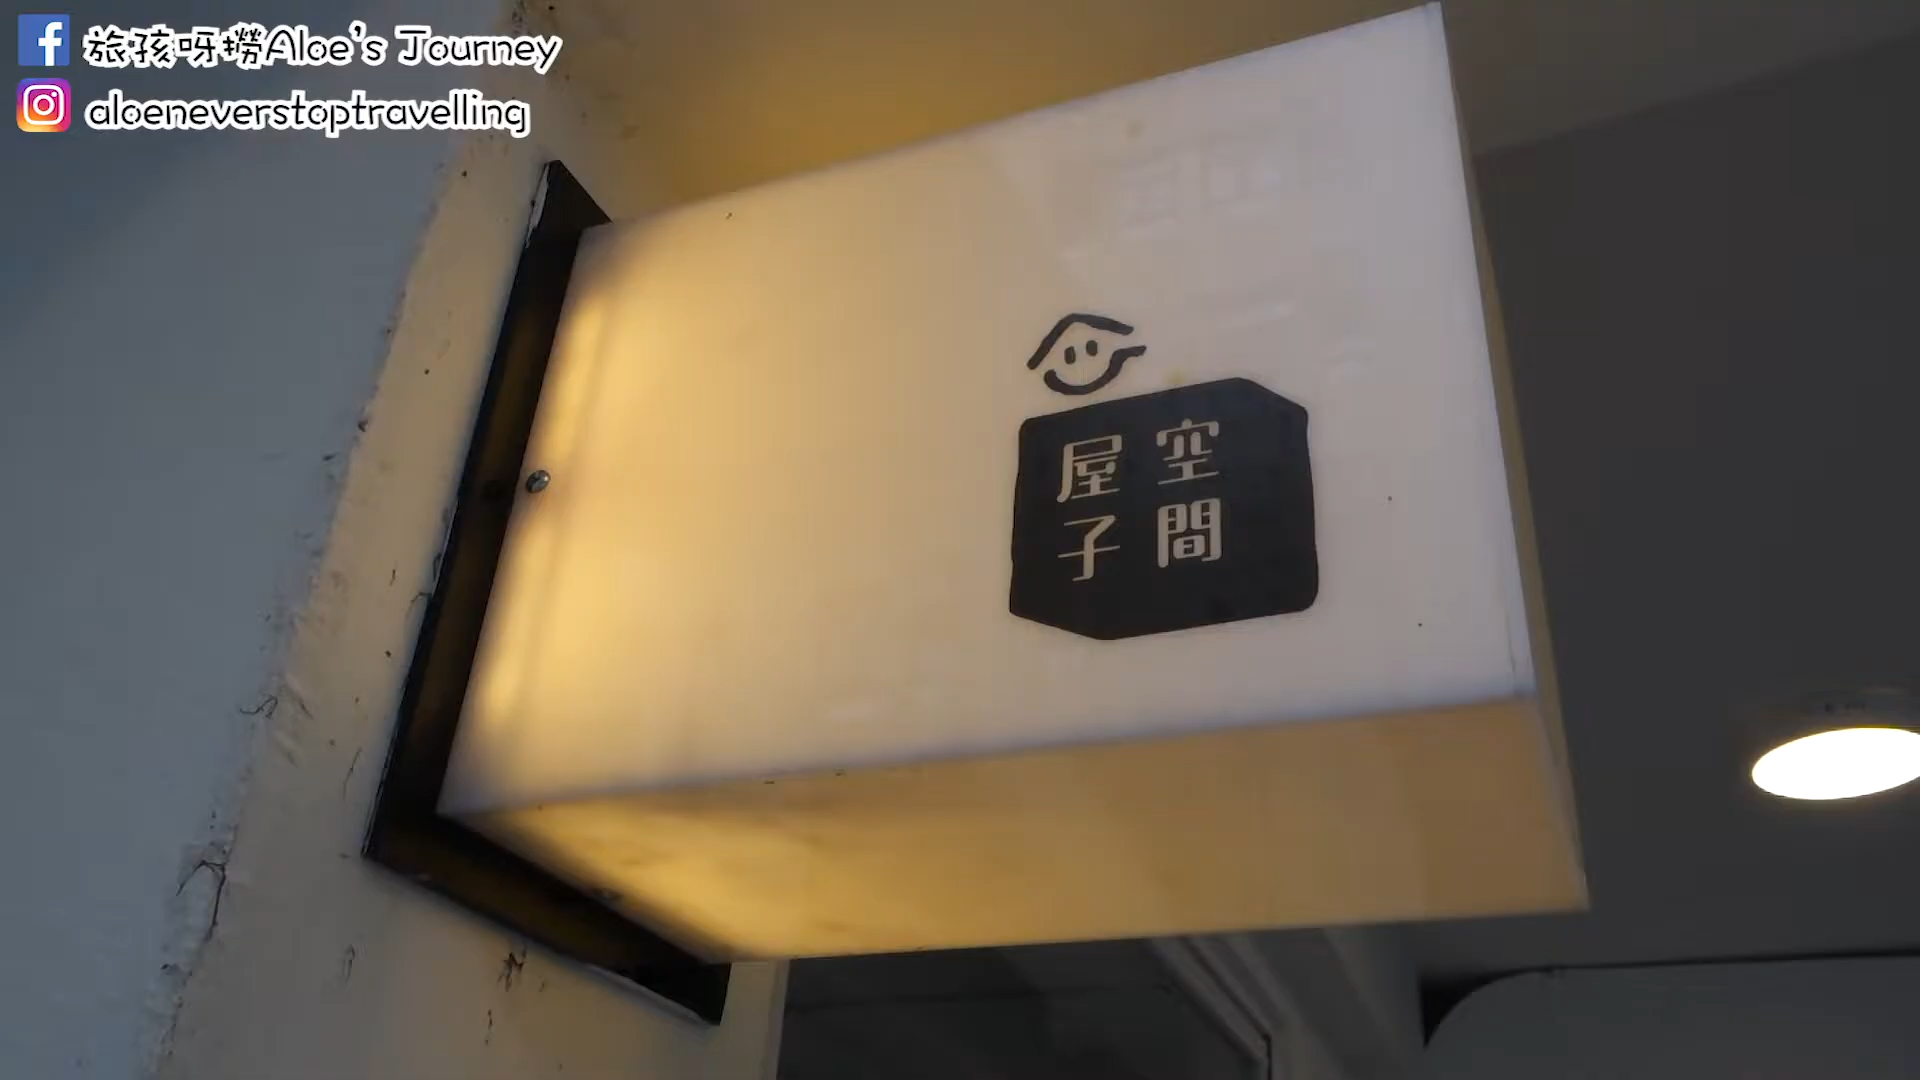 旅孩呀撈Aloe's Journey
aloeneverstoptravelling
空間
屋子